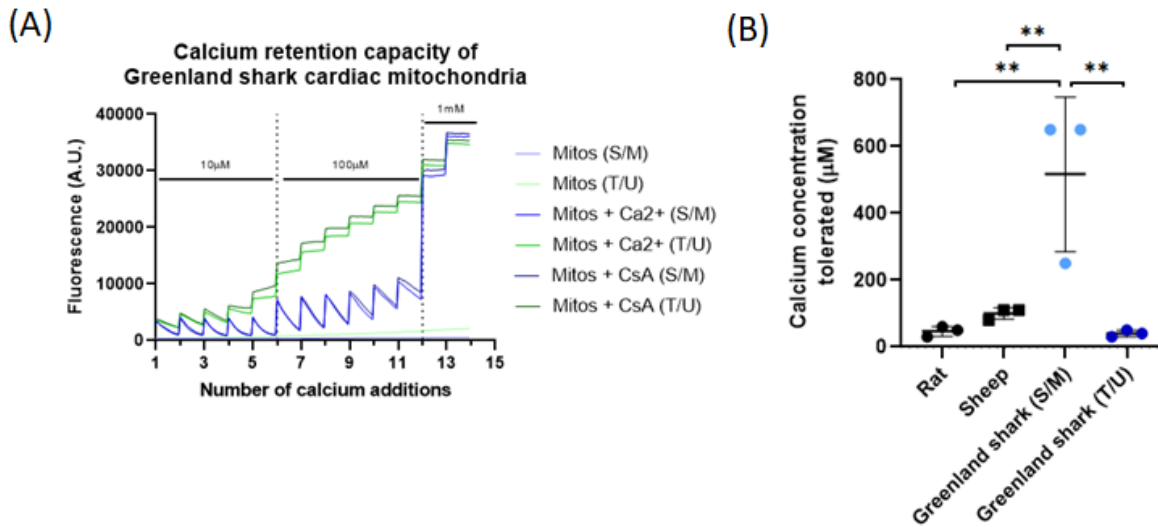 (A)
Calcium retention capacity of
Greenland shark cardiac mitochondria
40000
30000
20000
10000
0
Fluorescence (A.U.)
10μM
100μM
1mM
1 3 5 7 9 11 13 15
Number of calcium additions
Mitos (S/M)
Mitos (T/U)
Mitos + Ca2+ (S/M)
Mitos + Ca2+ (T/U)
Mitos + CsA (S/M)
Mitos + CsA (T/U)
(B)
**
** **
800
600
400
200
0
Calcium concentration
tolerated (μM)
Rat
Sheep
Greenland shark (S/M)
Greenland shark (T/U)